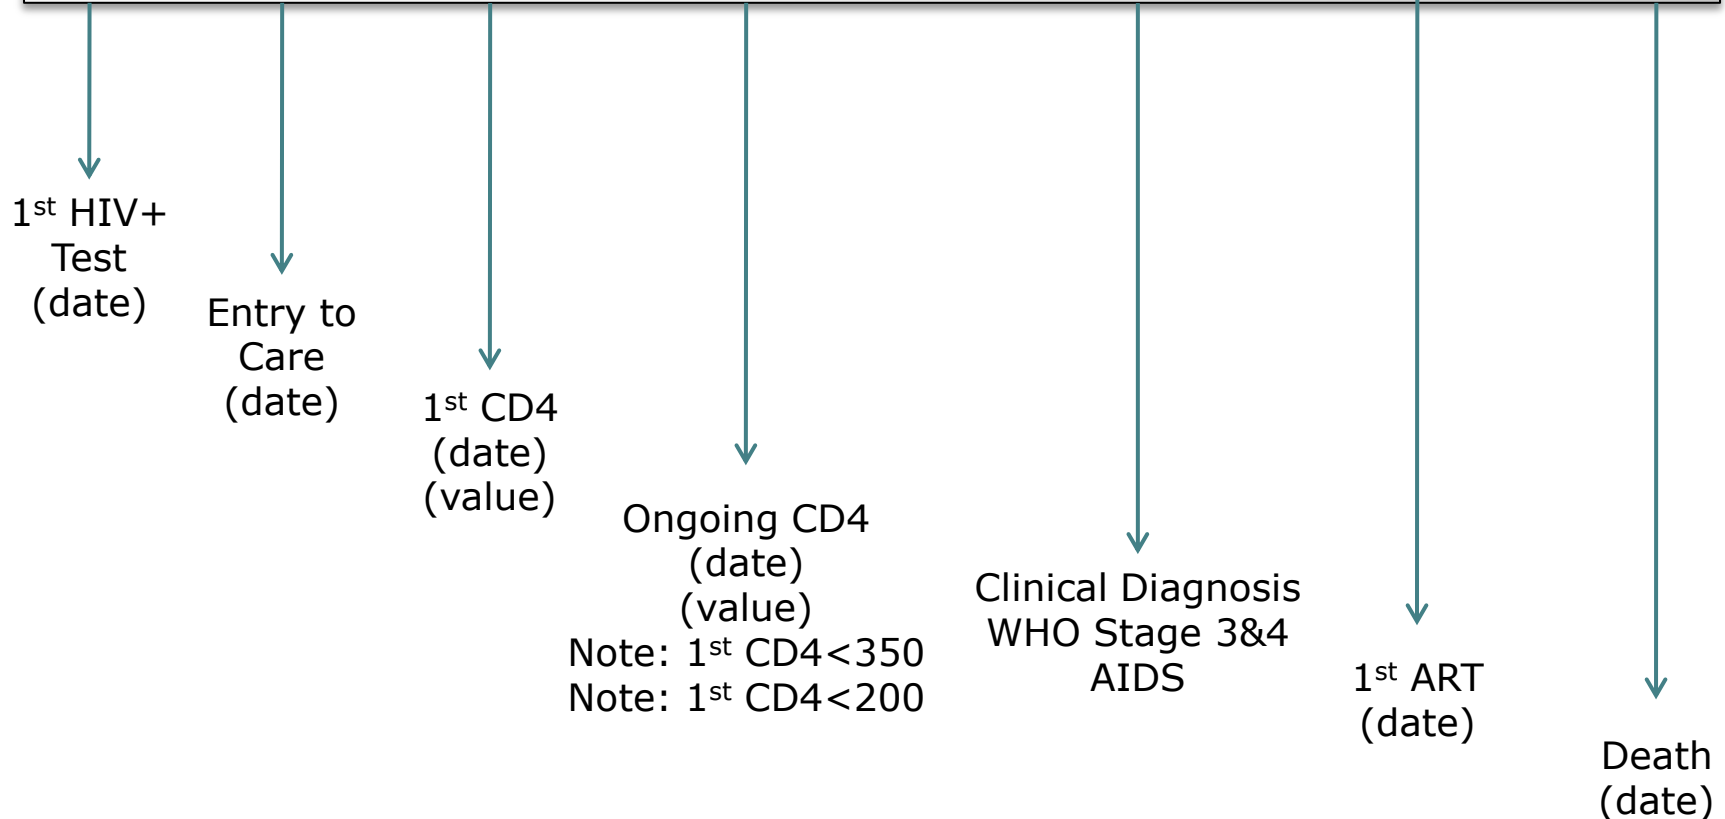 1st HIV+
Test
(date)
Entry to
Care
(date)
1st CD4
(date)
(value)
Ongoing CD4
(date)
(value)
Note: 1st CD4<350
Note: 1st CD4<200
Clinical Diagnosis
WHO Stage 3&4
AIDS
1st ART
(date)
Death
(date)